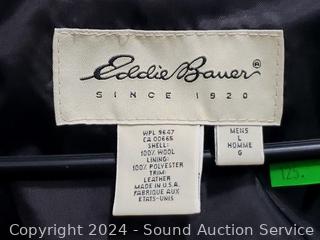 Eddie Bauer®
SINCE 1920
WPL 9647
CA 00665
SHELL:
100% WOOL
LINING:
100% POLYESTER
TRIM:
LEATHER
MADE IN U.S.A.
FABRIQUE AUX
ETATS-UNIS
MENS
L
HOMME
G
125.
Copyright 2024 - Sound Auction Service